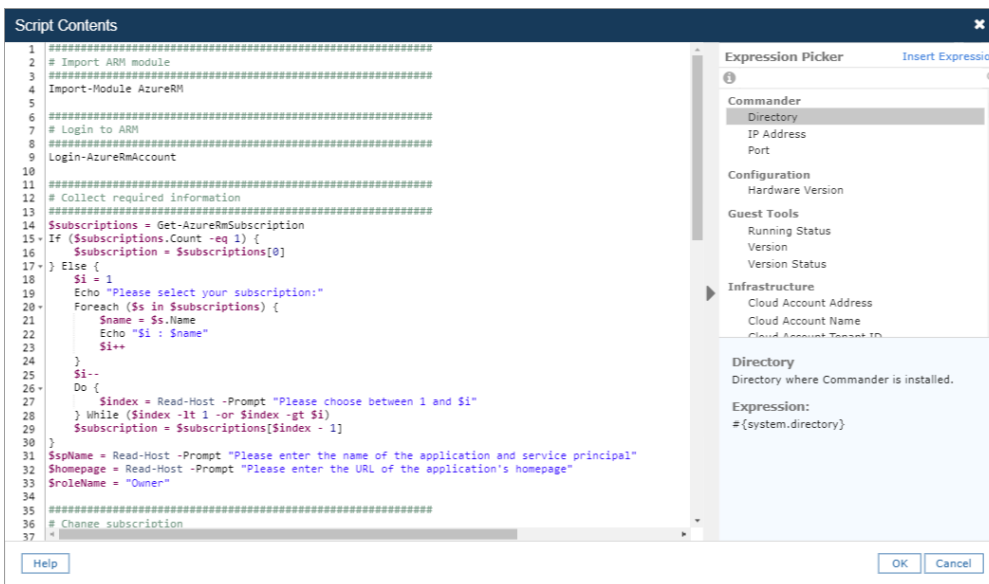 Script Contents
1 ################################################################
2 # Import ARM module
3 ################################################################
4 Import-Module AzureRM
5
6 ################################################################
7 # Login to ARM
8 ################################################################
9 Login-AzureRmAccount
10
11 ################################################################
12 # Collect required information
13 ################################################################
14 $subscriptions = Get-AzureRmSubscription
15 If ($subscriptions.Count -eq 1) {
16     $subscription = $subscriptions[0]
17 } Else {
18     $i = 1
19     Echo "Please select your subscription:"
20     Foreach ($s in $subscriptions) {
21         $name = $s.Name
22         Echo "$i : $name"
23         $i++
24     }
25     $i--
26     Do {
27         $index = Read-Host -Prompt "Please choose between 1 and $i"
28     } While ($index -lt 1 -or $index -gt $i)
29     $subscription = $subscriptions[$index - 1]
30 }
31 $spName = Read-Host -Prompt "Please enter the name of the application and service principal"
32 $homepage = Read-Host -Prompt "Please enter the URL of the application's homepage"
33 $roleName = "Owner"
34
35 ################################################################
36 # Change subscription
37
Expression Picker
Insert Expressio
Commander
Directory
IP Address
Port
Configuration
Hardware Version
Guest Tools
Running Status
Version
Version Status
Infrastructure
Cloud Account Address
Cloud Account Name
Cloud Account Tenant ID
Directory
Directory where Commander is installed.
Expression:
#{system.directory}
Help
OK
Cancel